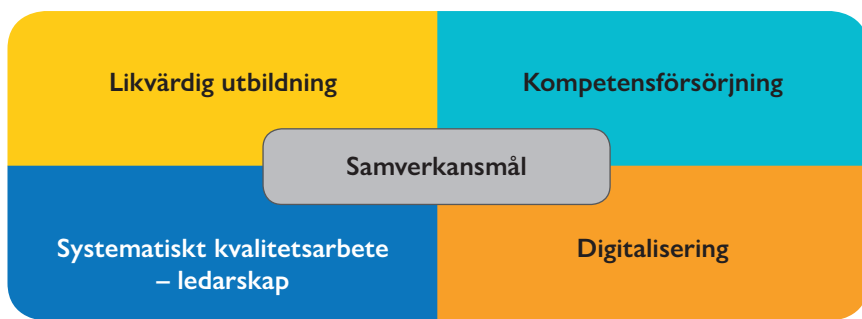 Likvärdig utbildning
Kompetensförsörjning
Samverkansmål
Systematiskt kvalitetsarbete
– ledarskap
Digitalisering